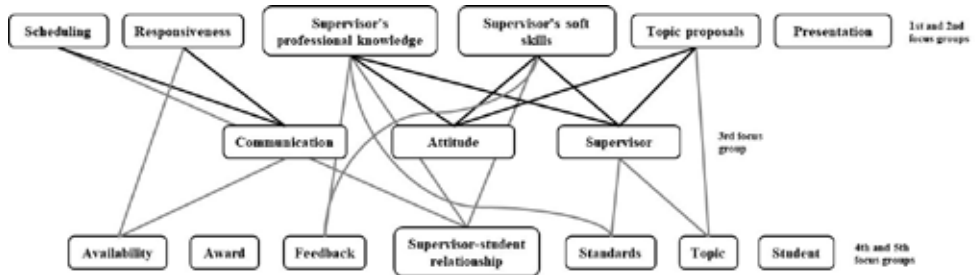 Scheduling
Responsiveness
Supervisor's
professional knowledge
Supervisor's soft
skills
Topic proposals
Presentation
1st and 2nd
focus groups
Communication
Attitude
Supervisor
3rd focus
group
Availability
Award
Feedback
Supervisor-student
relationship
Standards
Topic
Student
4th and 5th
focus groups